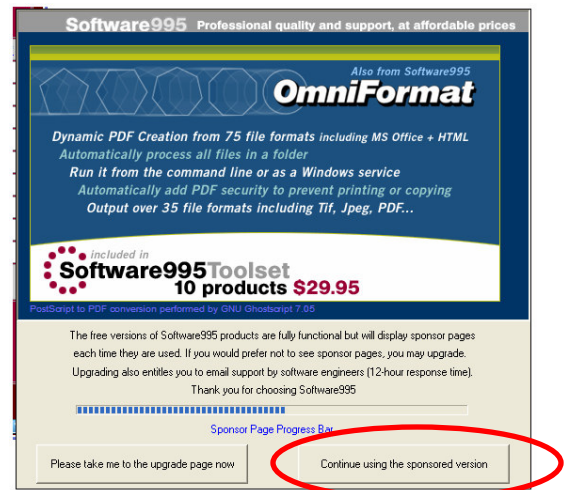 Software995 Professional quality and support, at affordable prices
Also from Software995
OmniFormat
Dynamic PDF Creation from 75 file formats including MS Office + HTML
Automatically process all files in a folder
Run it from the command line or as a Windows service
Automatically add PDF security to prevent printing or copying
Output over 35 file formats including Tif, Jpeg, PDF...
included in
Software995Toolset
10 products $29.95
PostScript to PDF conversion performed by GNU Ghostscript 7.05
The free versions of Software995 products are fully functional but will display sponsor pages
each time they are used. If you would prefer not to see sponsor pages, you may upgrade.
Upgrading also entitles you to email support by software engineers (12-hour response time).
Thank you for choosing Software995
Sponsor Page Progress Bar
Please take me to the upgrade page now
Continue using the sponsored version